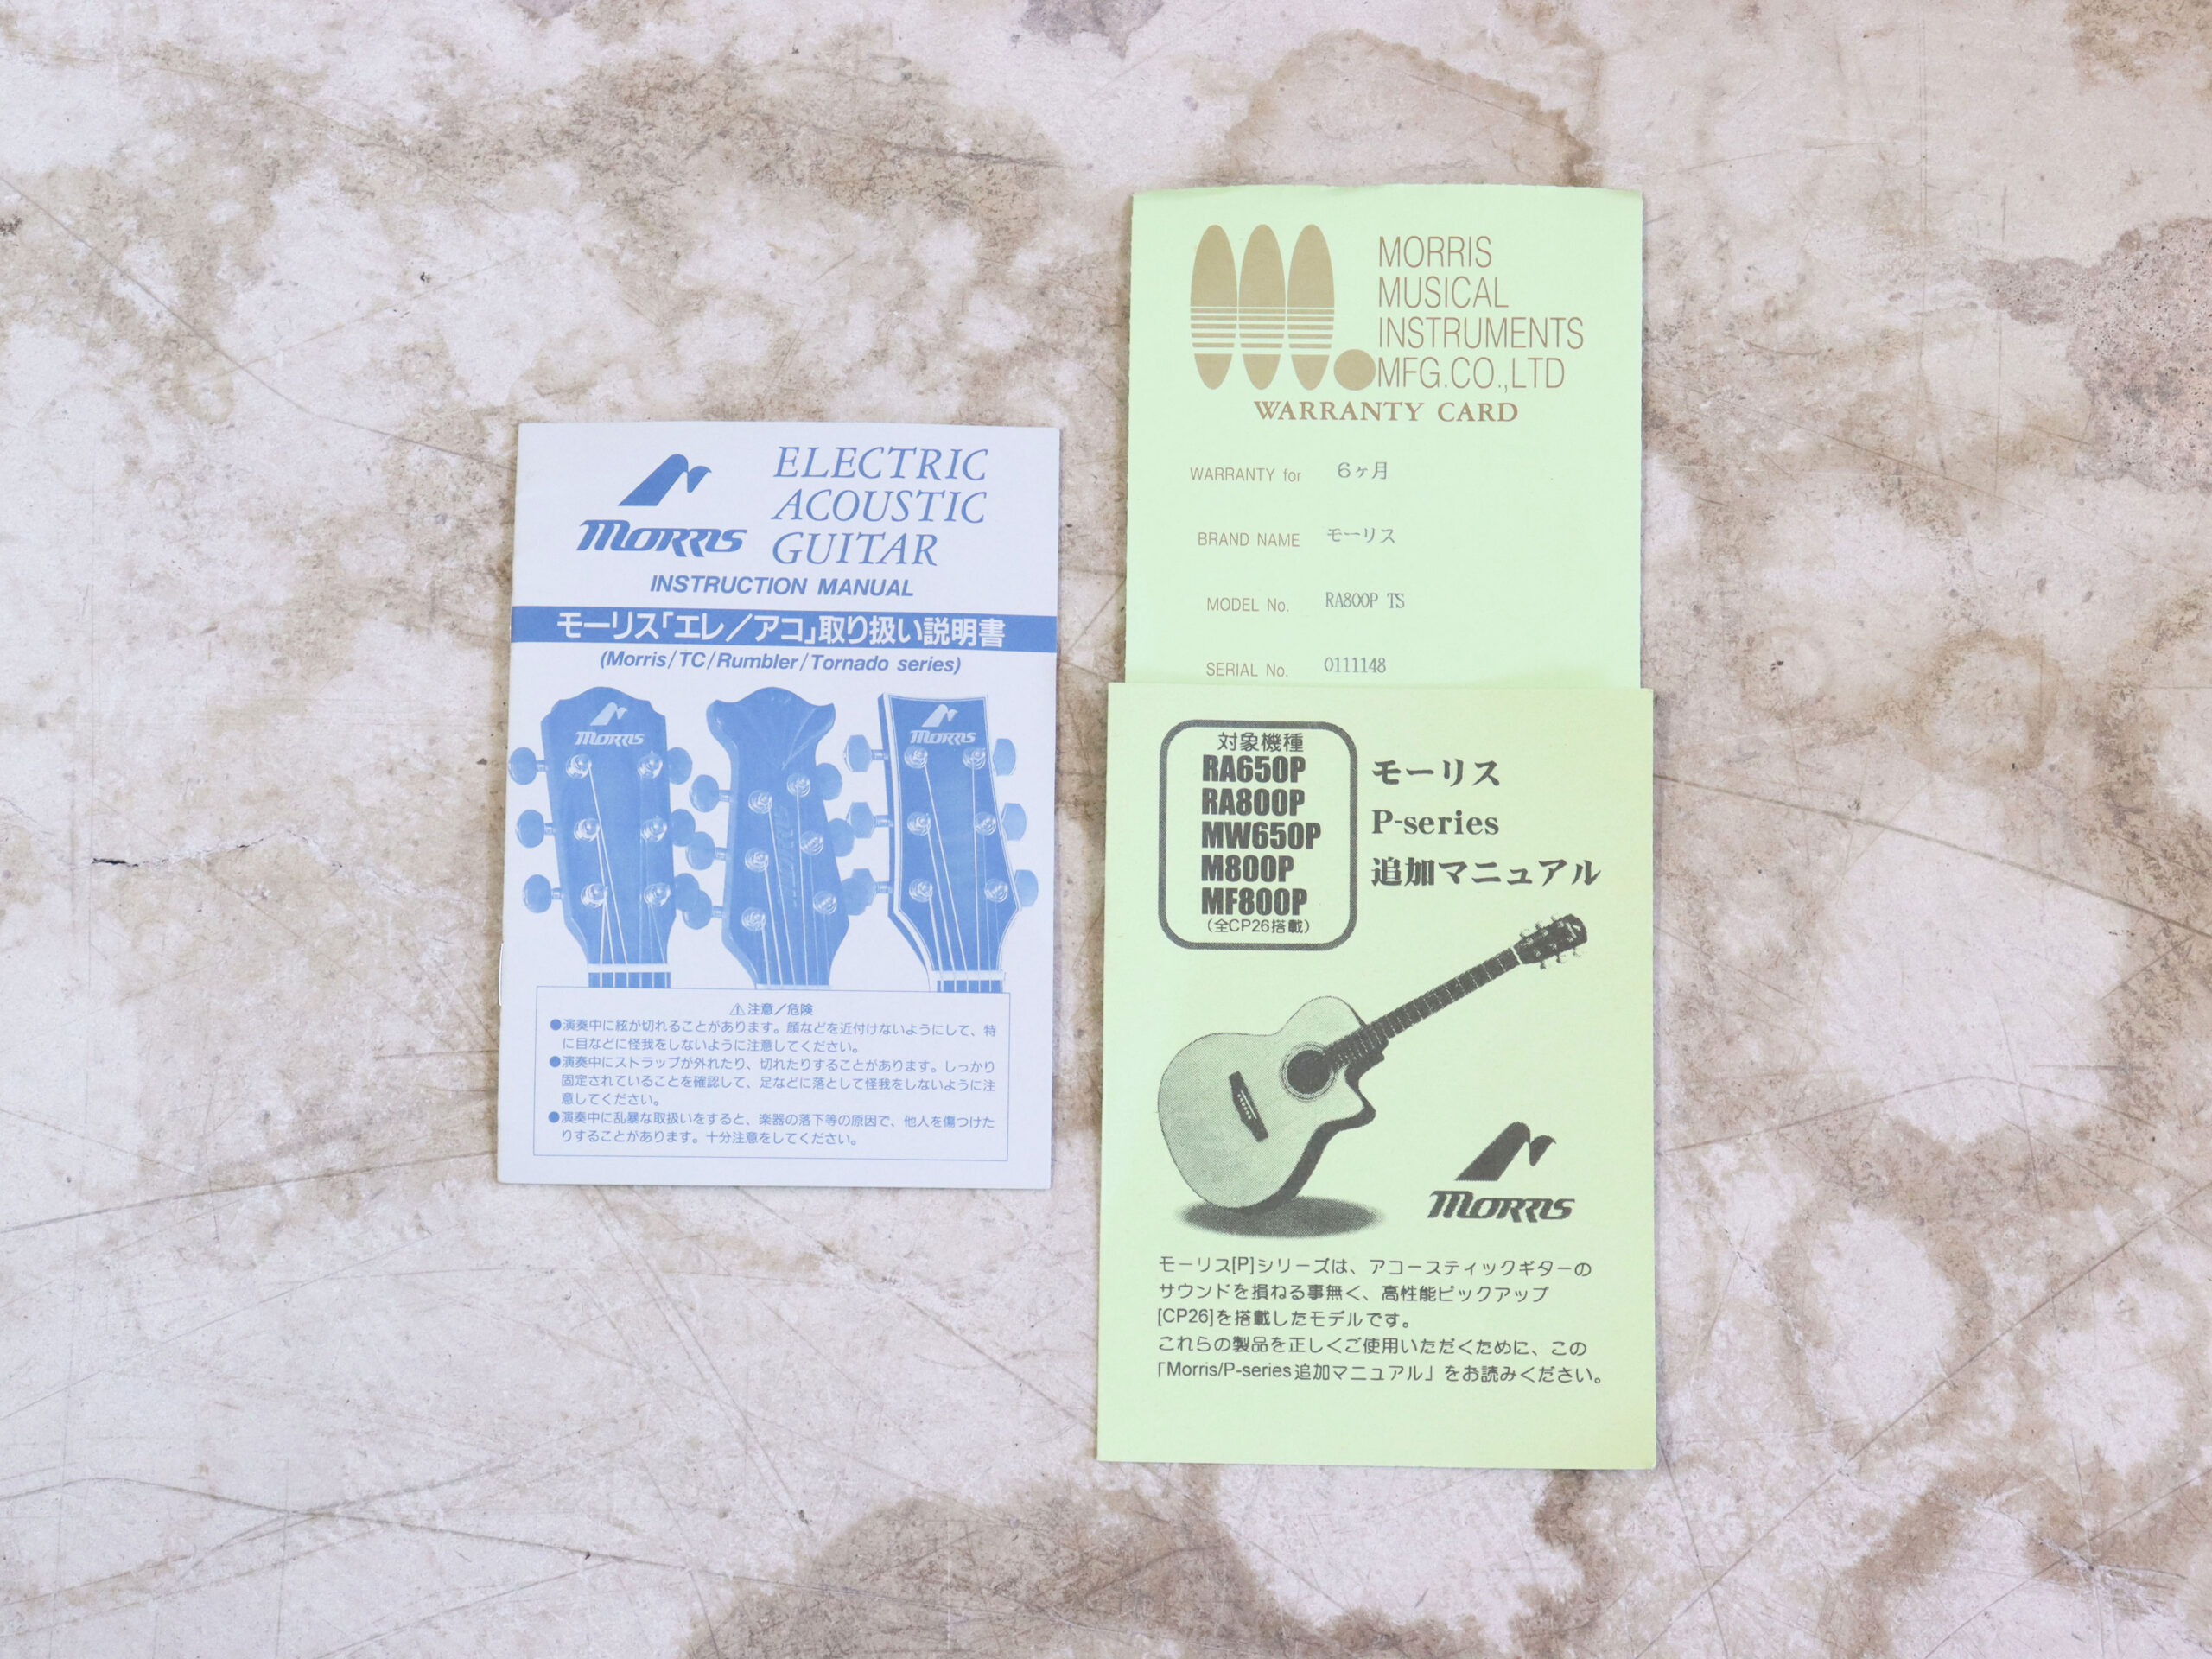 MORRIS
ELECTRIC
ACOUSTIC
GUITAR
INSTRUCTION MANUAL
モーリス「エレ／アコ」取り扱い説明書
(Morris/TC/Rumbler/Tornado series)
MORRIS
MORRIS
⚠注意／危険
●演奏中に絃が切れることがあります。顔などを近付けないようにして、特
に目などに怪我をしないように注意してください。
●演奏中にストラップが外れたり、切れたりすることがあります。しっかり
固定されていることを確認して、足などに落として怪我をしないように注
意してください。
●演奏中に乱暴な取扱いをすると、楽器の落下等の原因で、他人を傷つけた
りすることがあります。十分注意をしてください。
MORRIS
MUSICAL
INSTRUMENTS
MFG.CO.,LTD
WARRANTY CARD
WARRANTY for 6ヶ月
BRAND NAME モーリス
MODEL No. RA800P TS
SERIAL No. 0111148
対象機種
RA650P
RA800P
MW650P
M800P
MF800P
（全CP26搭載）
モーリス
P-series
追加マニュアル
MORRIS
モーリス[P]シリーズは、アコースティックギターの
サウンドを損ねる事無く、高性能ピックアップ
[CP26]を搭載したモデルです。
これらの製品を正しくご使用いただくために、この
「Morris/P-series追加マニュアル」をお読みください。